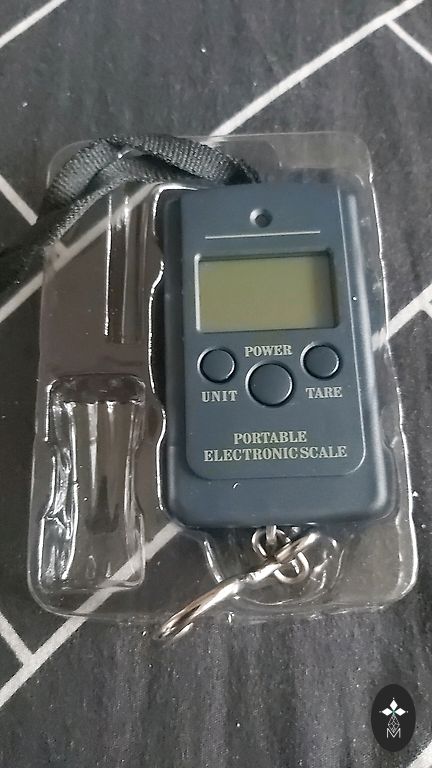 POWER
UNIT TARE
PORTABLE
ELECTRONIC SCALE
M